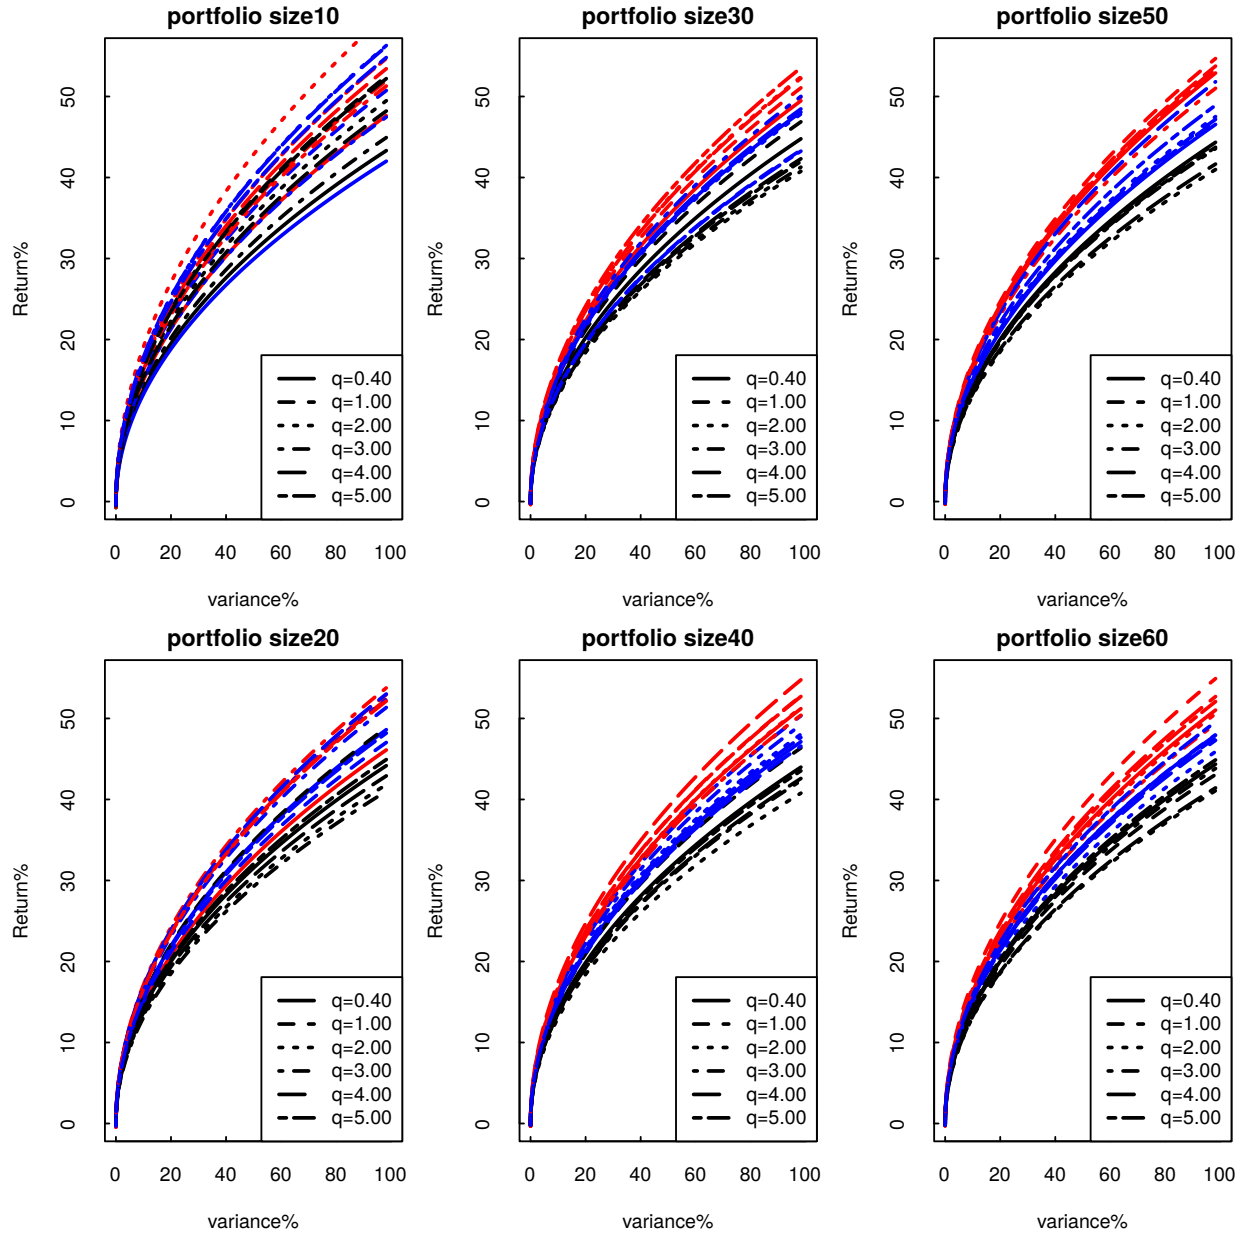 portfolio size10
Return%
50
40
30
20
10
0
q=0.40
q=1.00
q=2.00
q=3.00
q=4.00
q=5.00
0 20 40 60 80 100
variance%
portfolio size30
Return%
50
40
30
20
10
0
q=0.40
q=1.00
q=2.00
q=3.00
q=4.00
q=5.00
0 20 40 60 80 100
variance%
portfolio size50
Return%
50
40
30
20
10
0
q=0.40
q=1.00
q=2.00
q=3.00
q=4.00
q=5.00
0 20 40 60 80 100
variance%
portfolio size20
Return%
50
40
30
20
10
0
q=0.40
q=1.00
q=2.00
q=3.00
q=4.00
q=5.00
0 20 40 60 80 100
variance%
portfolio size40
Return%
50
40
30
20
10
0
q=0.40
q=1.00
q=2.00
q=3.00
q=4.00
q=5.00
0 20 40 60 80 100
variance%
portfolio size60
Return%
50
40
30
20
10
0
q=0.40
q=1.00
q=2.00
q=3.00
q=4.00
q=5.00
0 20 40 60 80 100
variance%